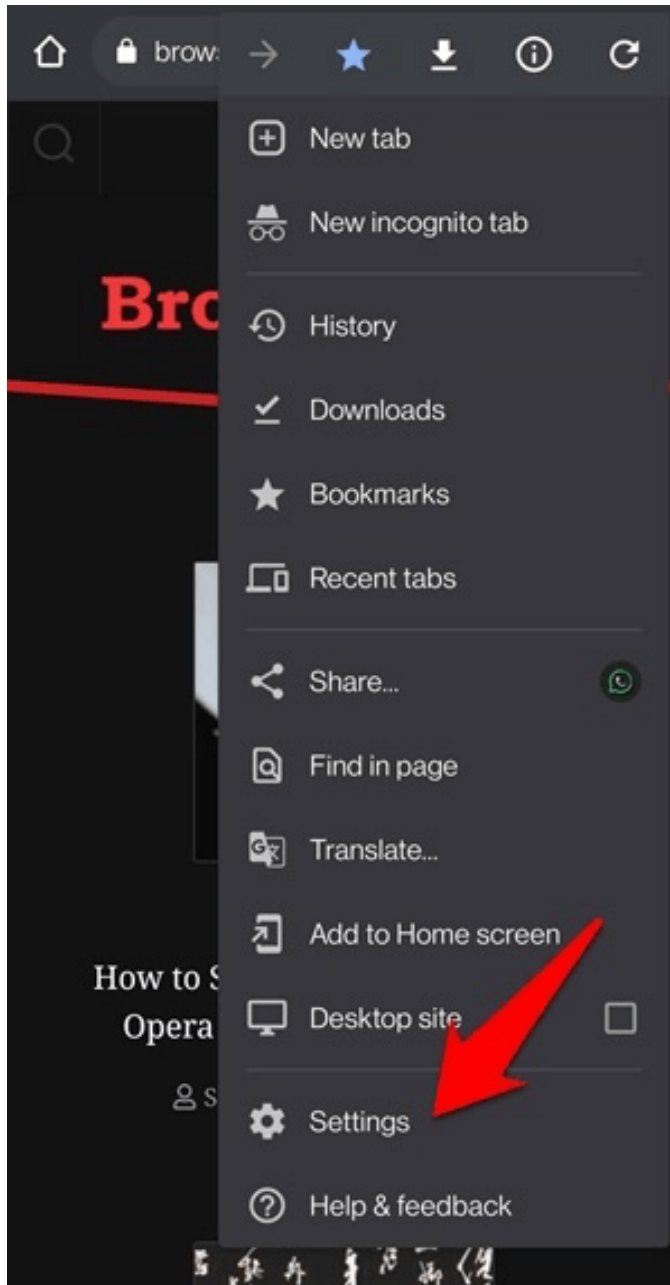 brow
New tab
New incognito tab
Bro
History
Downloads
Bookmarks
Recent tabs
Share...
Find in page
Translate...
Add to Home screen
How to S
Desktop site
Opera
S
Settings
Help & feedback